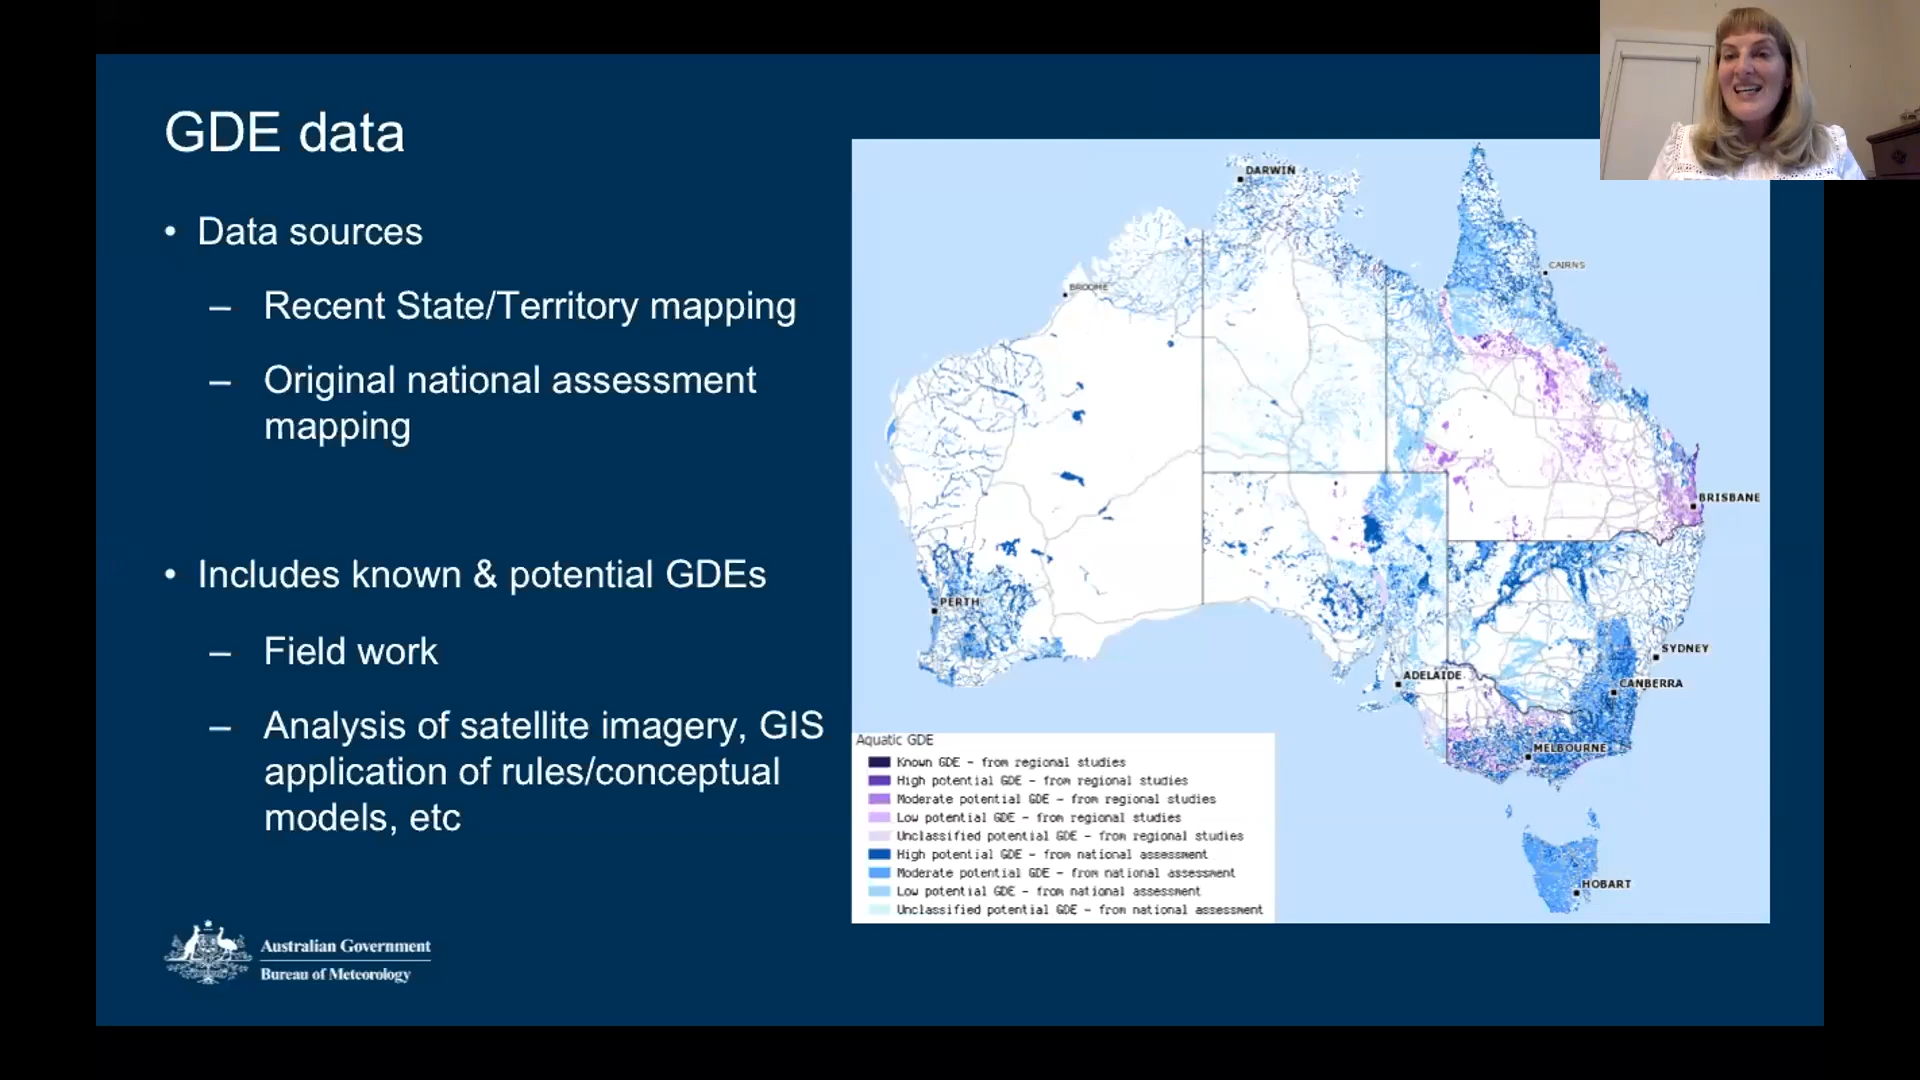 GDE data
• Data sources
– Recent State/Territory mapping
– Original national assessment
mapping
• Includes known & potential GDEs
– Field work
– Analysis of satellite imagery, GIS
application of rules/conceptual
models, etc
Australian Government
Bureau of Meteorology
DARWIN
CAIRNS
BROOME
BRISBANE
PERTH
SYDNEY
ADELAIDE
CANBERRA
MELBOURNE
HOBART
Aquatic GDE
Known GDE - from regional studies
High potential GDE - from regional studies
Moderate potential GDE - from regional studies
Low potential GDE - from regional studies
Unclassified potential GDE - from regional studies
High potential GDE - from national assessment
Moderate potential GDE - from national assessment
Low potential GDE - from national assessment
Unclassified potential GDE - from national assessment